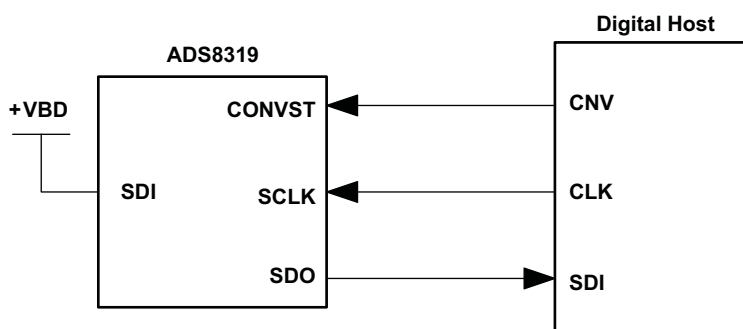 Digital Host
ADS8319
+VBD
CONVST
CNV
SDI
SCLK
CLK
SDO
SDI